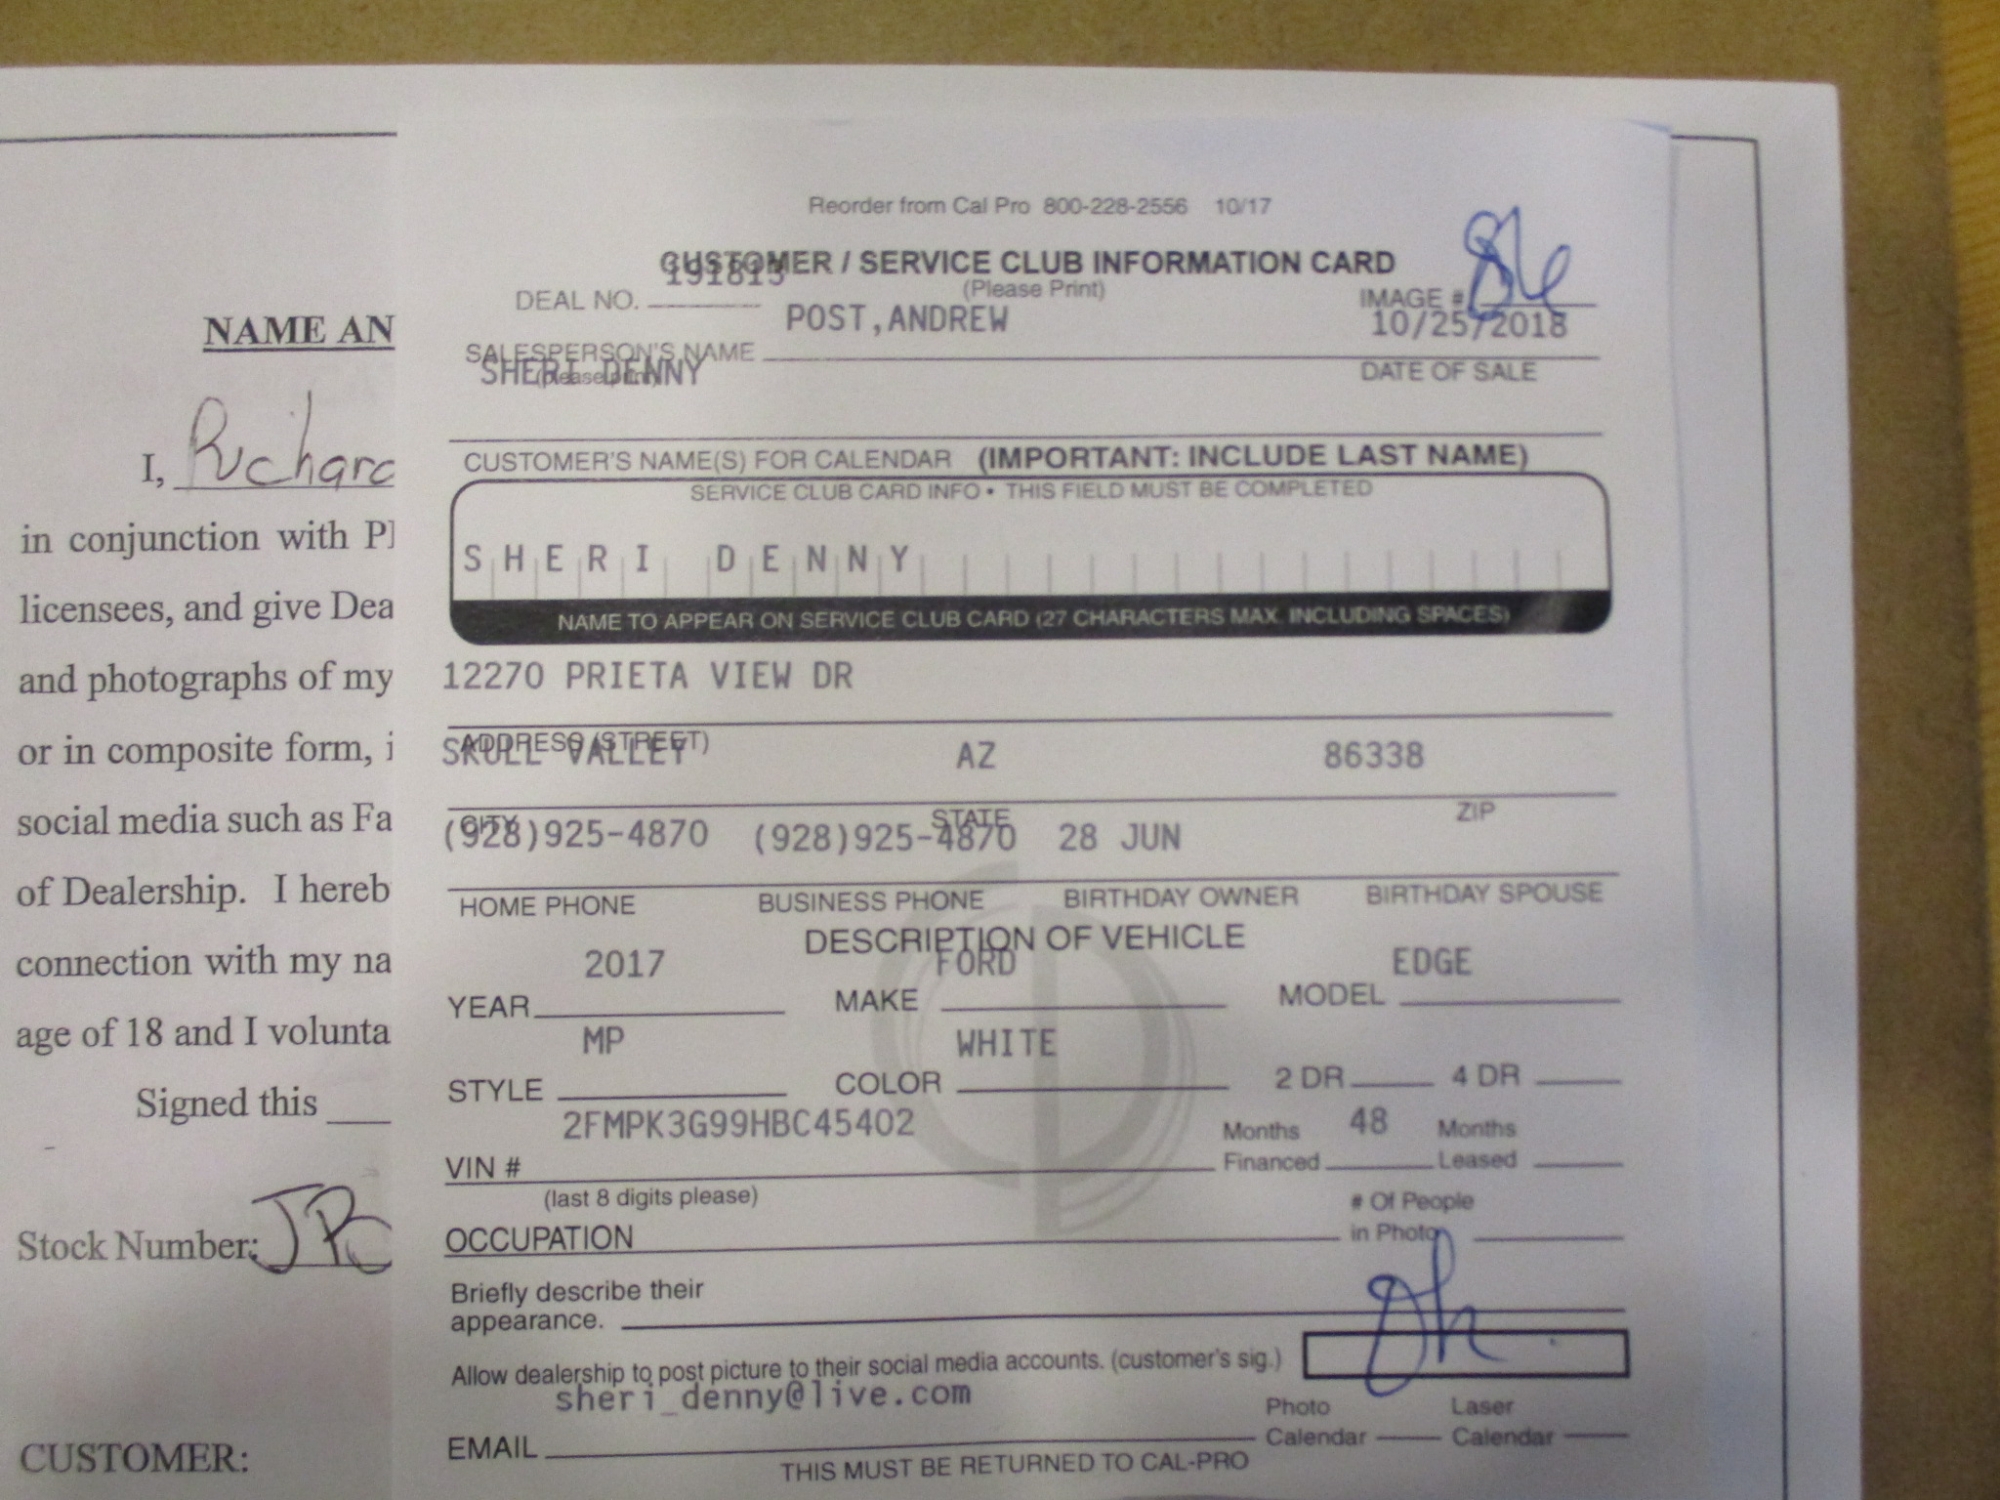 NAME AN
I,
in conjunction with Pl
licensees, and give Dea
and photographs of my
or in composite form, i
social media such as Fa
of Dealership. I hereb
connection with my na
age of 18 and I volunta
Signed this
Stock Number:
CUSTOMER:
Reorder from Cal Pro 800-228-2556 10/17
CUSTOMER / SERVICE CLUB INFORMATION CARD
(Please Print)
DEAL NO. 191815
IMAGE #
POST,ANDREW
10/25/2018
SALESPERSON'S NAME
(please print)
DATE OF SALE
SHERI DENNY
CUSTOMER'S NAME(S) FOR CALENDAR (IMPORTANT: INCLUDE LAST NAME)
SERVICE CLUB CARD INFO • THIS FIELD MUST BE COMPLETED
SHERI DENNY
NAME TO APPEAR ON SERVICE CLUB CARD (27 CHARACTERS MAX. INCLUDING SPACES)
12270 PRIETA VIEW DR
ADDRESS (STREET)
SKULL VALLEY AZ 86338
CITY STATE ZIP
(928)925-4870 (928)925-4870 28 JUN
HOME PHONE BUSINESS PHONE BIRTHDAY OWNER BIRTHDAY SPOUSE
DESCRIPTION OF VEHICLE
2017 FORD EDGE
YEAR MAKE MODEL
MP WHITE
STYLE COLOR 2 DR 4 DR
2FMPK3G99HBC45402 Months 48 Months
VIN # Financed Leased
(last 8 digits please) # Of People
OCCUPATION in Photo
Briefly describe their
appearance.
Allow dealership to post picture to their social media accounts. (customer's sig.)
sheri_denny@live.com Photo Laser
EMAIL Calendar Calendar
THIS MUST BE RETURNED TO CAL-PRO